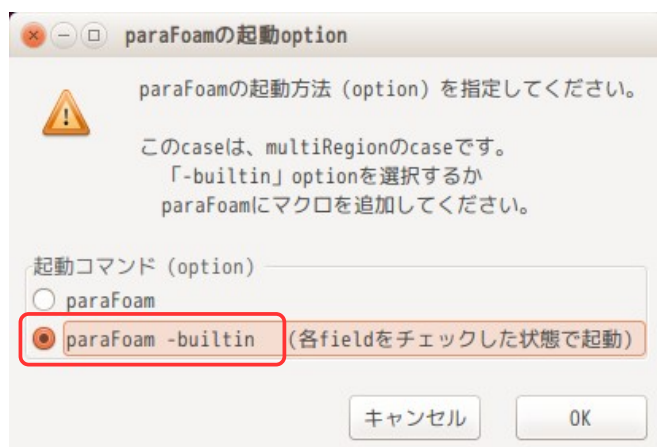 paraFoamの起動option
paraFoamの起動方法（option）を指定してください。
このcaseは、multiRegionのcaseです。
「-builtin」optionを選択するか
paraFoamにマクロを追加してください。
起動コマンド（option）
paraFoam
paraFoam -builtin （各fieldをチェックした状態で起動）
キャンセル
OK